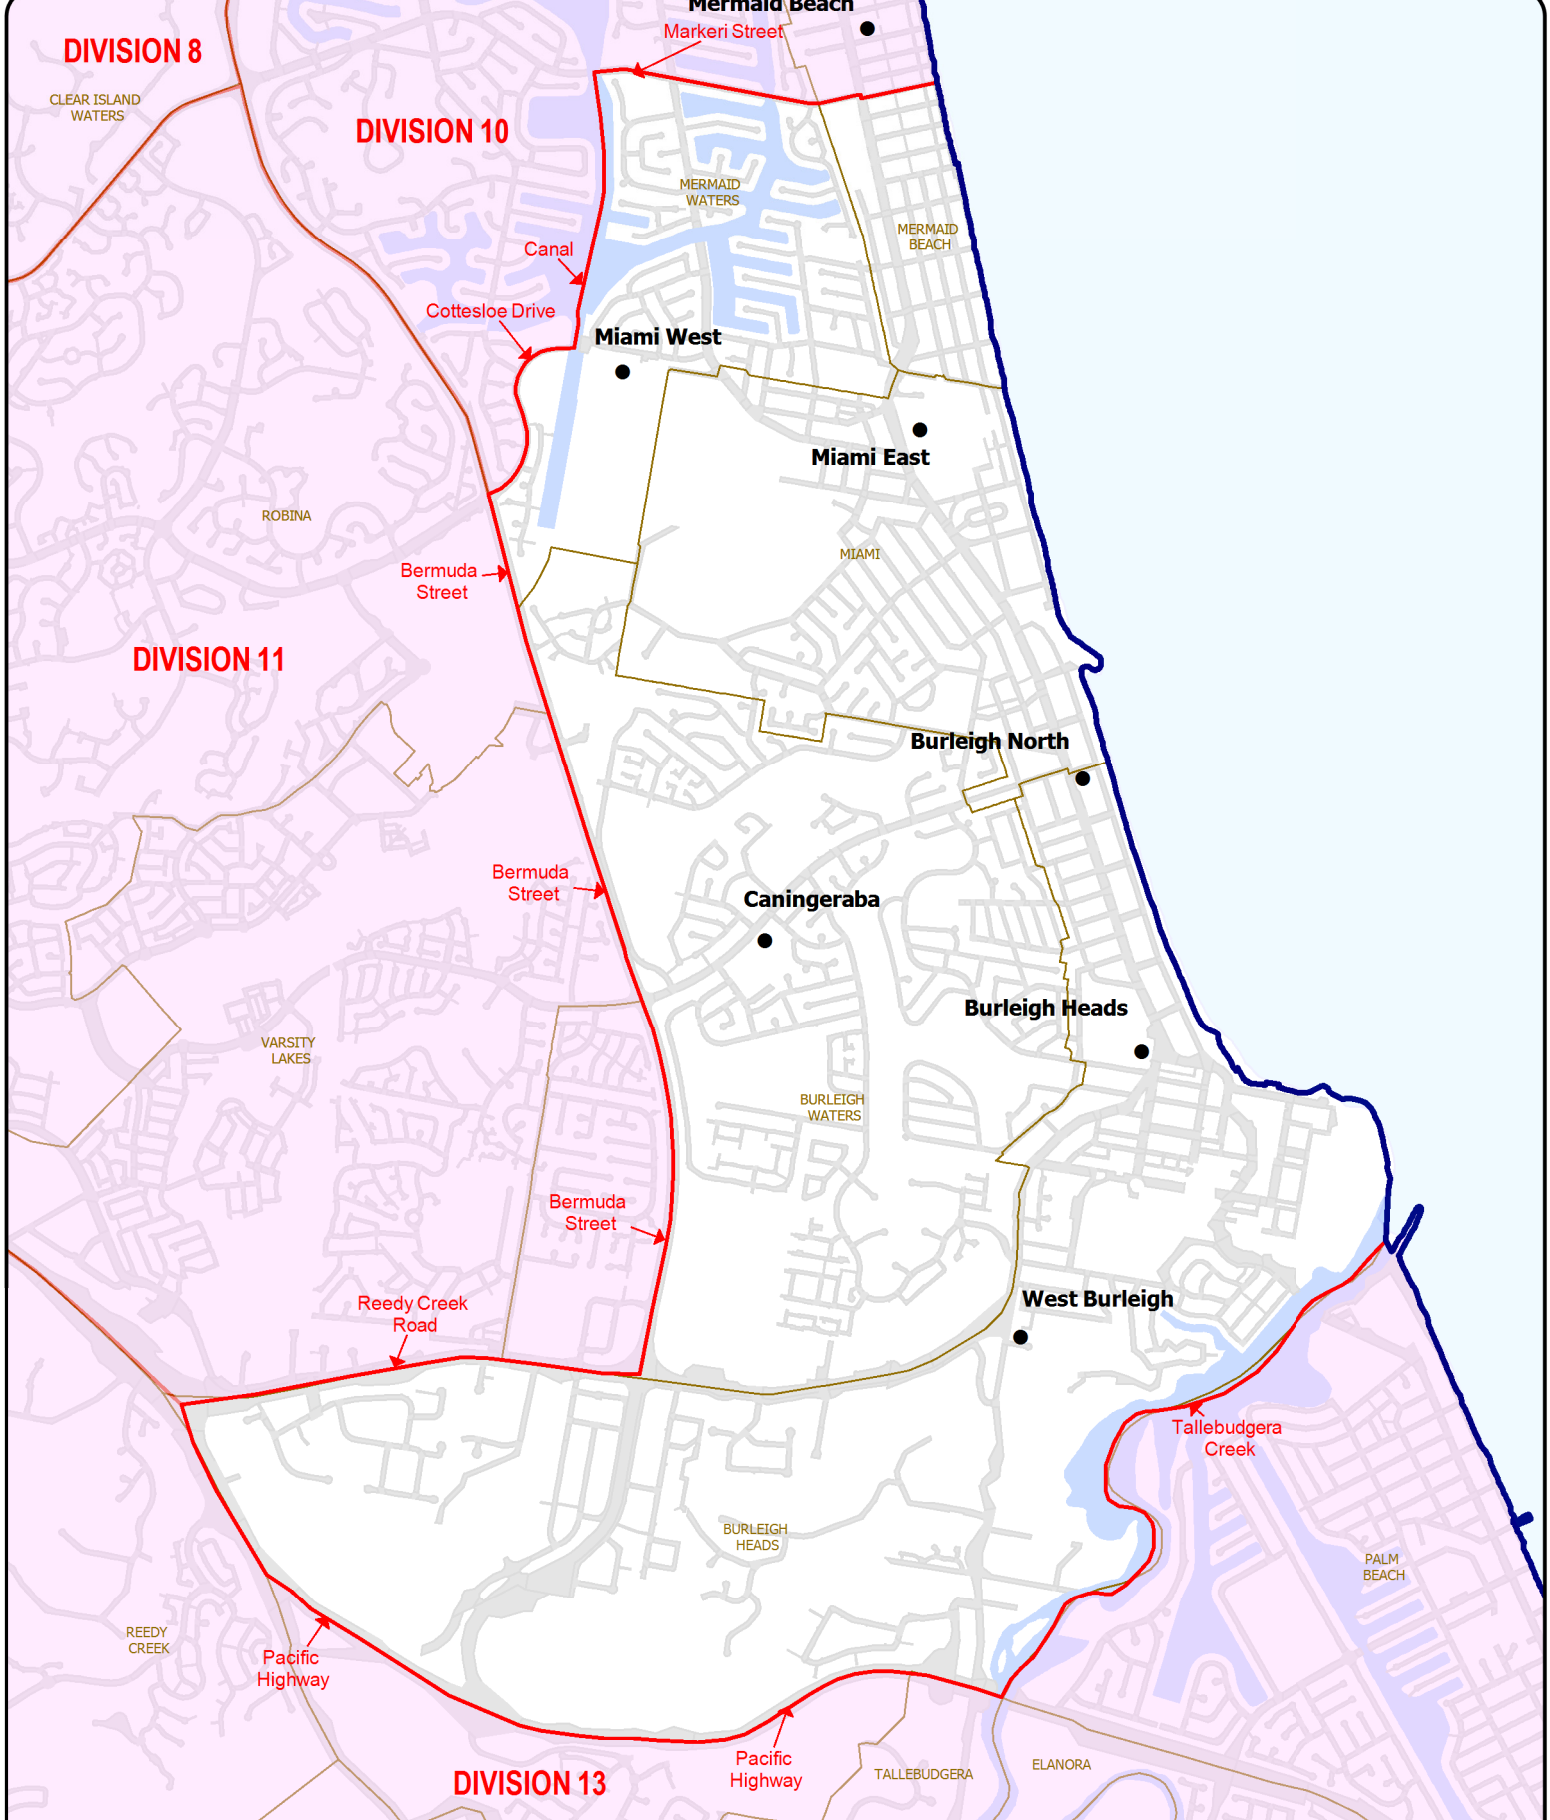 Mermaid Beach
Markeri Street
DIVISION 8
CLEAR ISLAND
WATERS
DIVISION 10
MERMAID
WATERS
MERMAID
BEACH
Canal
Cottesloe Drive
Miami West
Miami East
ROBINA
MIAMI
Bermuda
Street
DIVISION 11
Burleigh North
Bermuda
Street
Caningeraba
Burleigh Heads
VARSITY
LAKES
BURLEIGH
WATERS
Bermuda
Street
Reedy Creek
Road
West Burleigh
Tallebudgera
Creek
BURLEIGH
HEADS
PALM
BEACH
REEDY
CREEK
Pacific
Highway
Pacific
Highway
DIVISION 13
TALLEBUDGERA
ELANORA